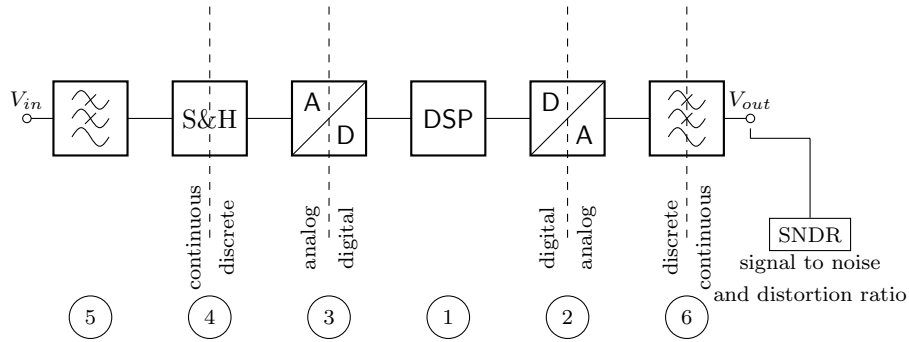 V_in
S&H
A
D
DSP
D
A
V_out
continuous
discrete
analog
digital
digital
analog
discrete
continuous
SNDR
signal to noise
and distortion ratio
5
4
3
1
2
6